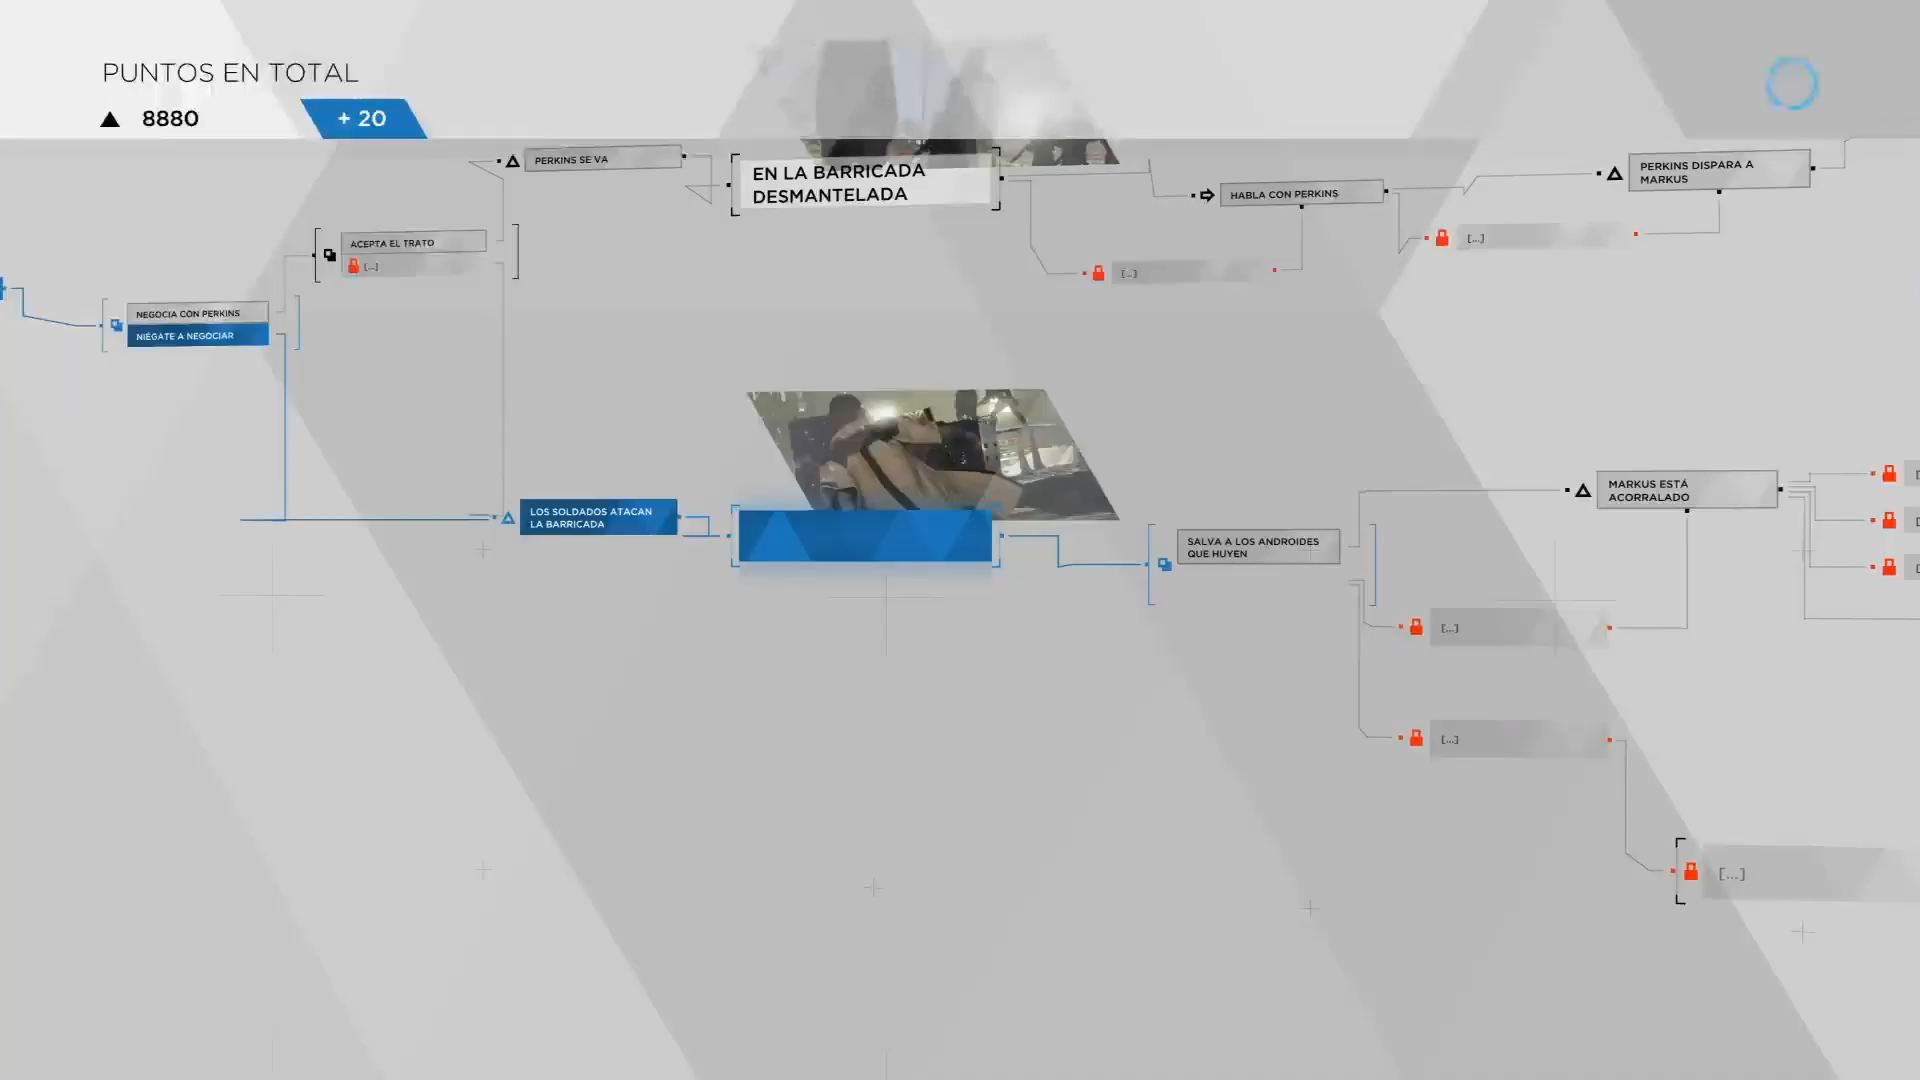 PUNTOS EN TOTAL
8880
+ 20
PERKINS SE VA
EN LA BARRICADA
DESMANTELADA
HABLA CON PERKINS
PERKINS DISPARA A
MARKUS
[...]
[...]
ACEPTA EL TRATO
[...]
NEGOCIA CON PERKINS
NIÉGATE A NEGOCIAR
LOS SOLDADOS ATACAN
LA BARRICADA
SALVA A LOS ANDROIDES
QUE HUYEN
MARKUS ESTÁ
ACORRALADO
[...]
[...]
[...]